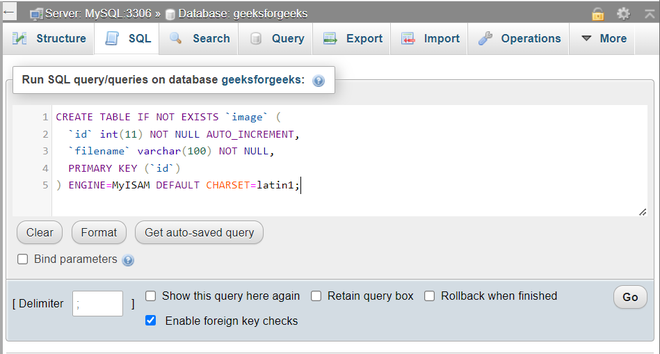 Server: MySQL:3306 » Database: geeksforgeeks
Structure SQL Search Query Export Import Operations More
Run SQL query/queries on database geeksforgeeks:
1 CREATE TABLE IF NOT EXISTS `image` (
2 `id` int(11) NOT NULL AUTO_INCREMENT,
3 `filename` varchar(100) NOT NULL,
4 PRIMARY KEY (`id`)
5 ) ENGINE=MyISAM DEFAULT CHARSET=latin1;
Clear Format Get auto-saved query
Bind parameters
[ Delimiter ; ] Show this query here again Retain query box Rollback when finished Go
Enable foreign key checks